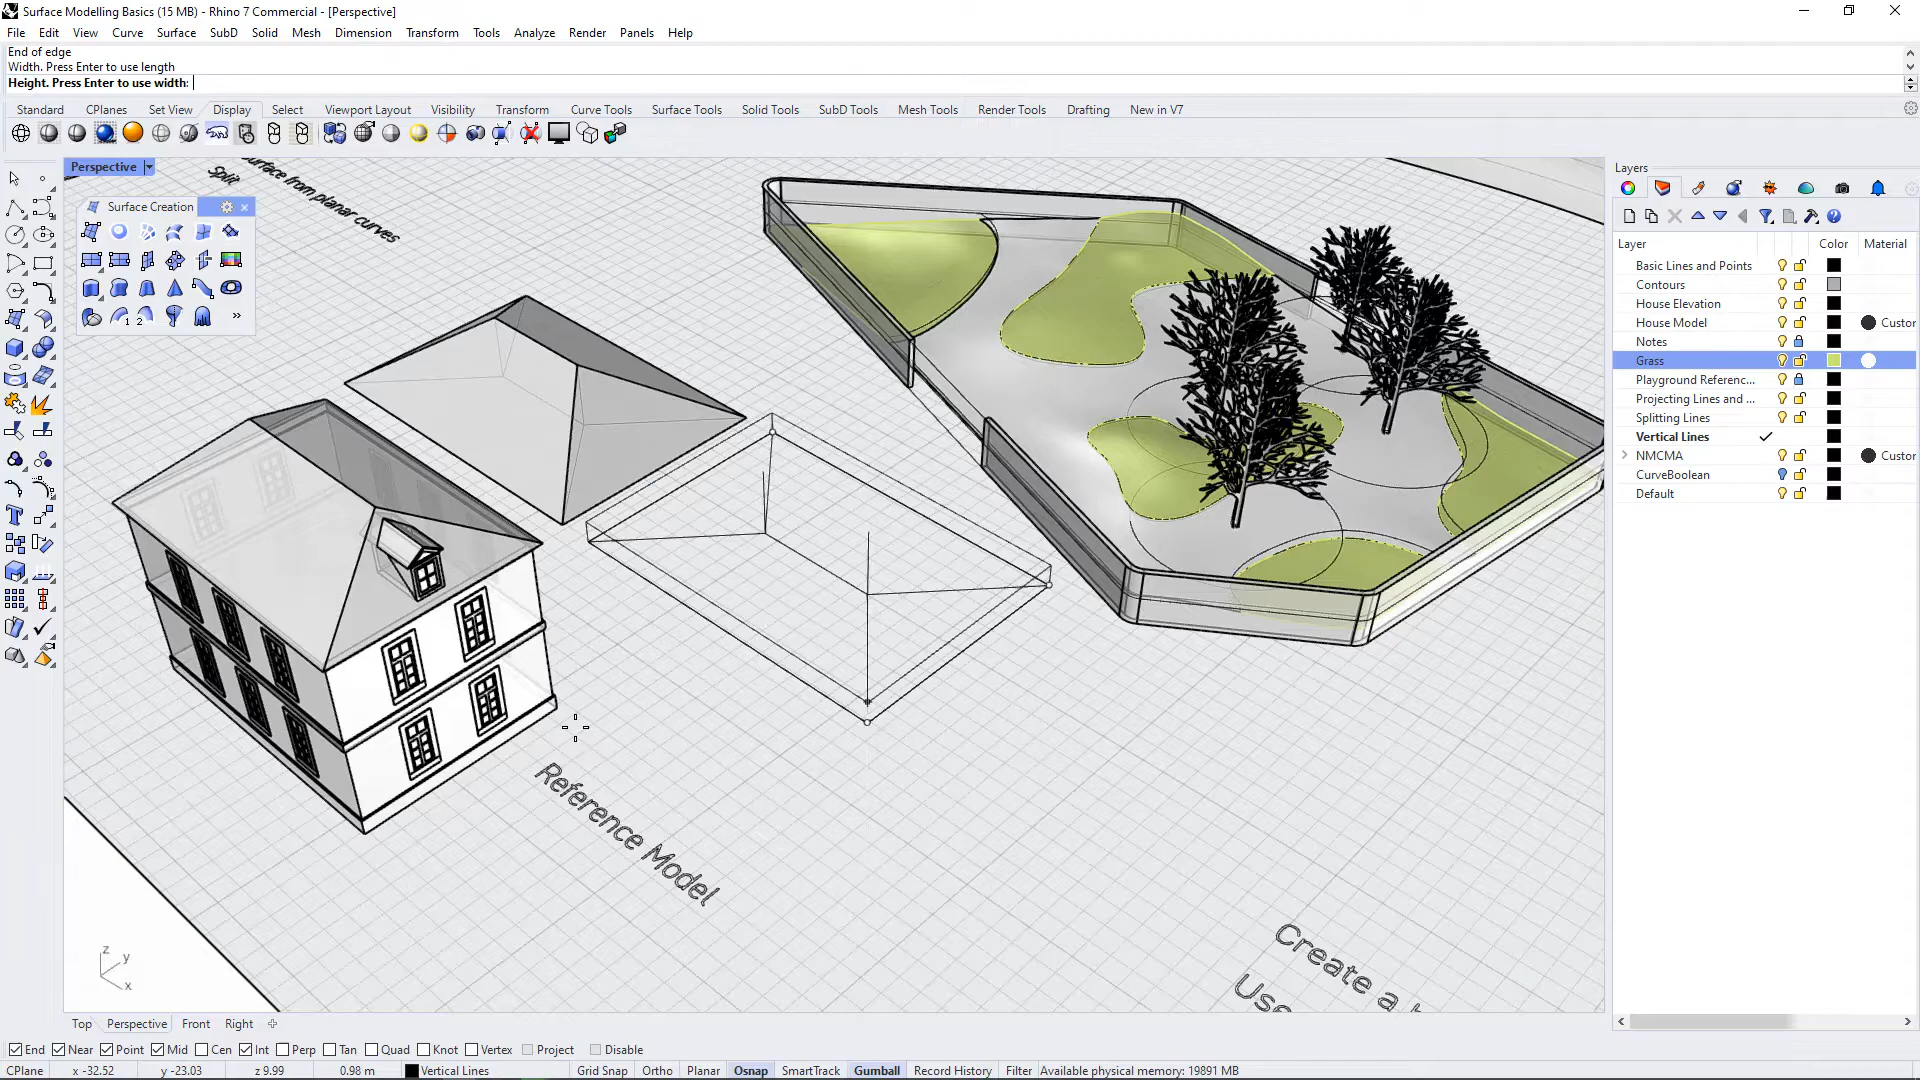 Surface Modelling Basics (15 MB) - Rhino 7 Commercial - [Perspective]
File Edit View Curve Surface SubD Solid Mesh Dimension Transform Tools Analyze Render Panels Help
End of edge
Width. Press Enter to use length
Height. Press Enter to use width:
Standard CPlanes Set View Display Select Viewport Layout Visibility Transform Curve Tools Surface Tools Solid Tools SubD Tools Mesh Tools Render Tools Drafting New in V7
Perspective
Split
Surface from planar curves
Surface Creation
1 2
Reference Model
Create a
Use
z
y
x
Layers
Layer Color Material
Basic Lines and Points
Contours
House Elevation
House Model Custo
Notes
Grass
Playground Referenc...
Projecting Lines and ...
Splitting Lines
Vertical Lines
NMCMA Custo
CurveBoolean
Default
Top Perspective Front Right
End Near Point Mid Cen Int Perp Tan Quad Knot Vertex Project Disable
CPlane x -32.52 y -23.03 z 9.99 0.98 m Vertical Lines Grid Snap Ortho Planar Osnap SmartTrack Gumball Record History Filter Available physical memory: 19891 MB